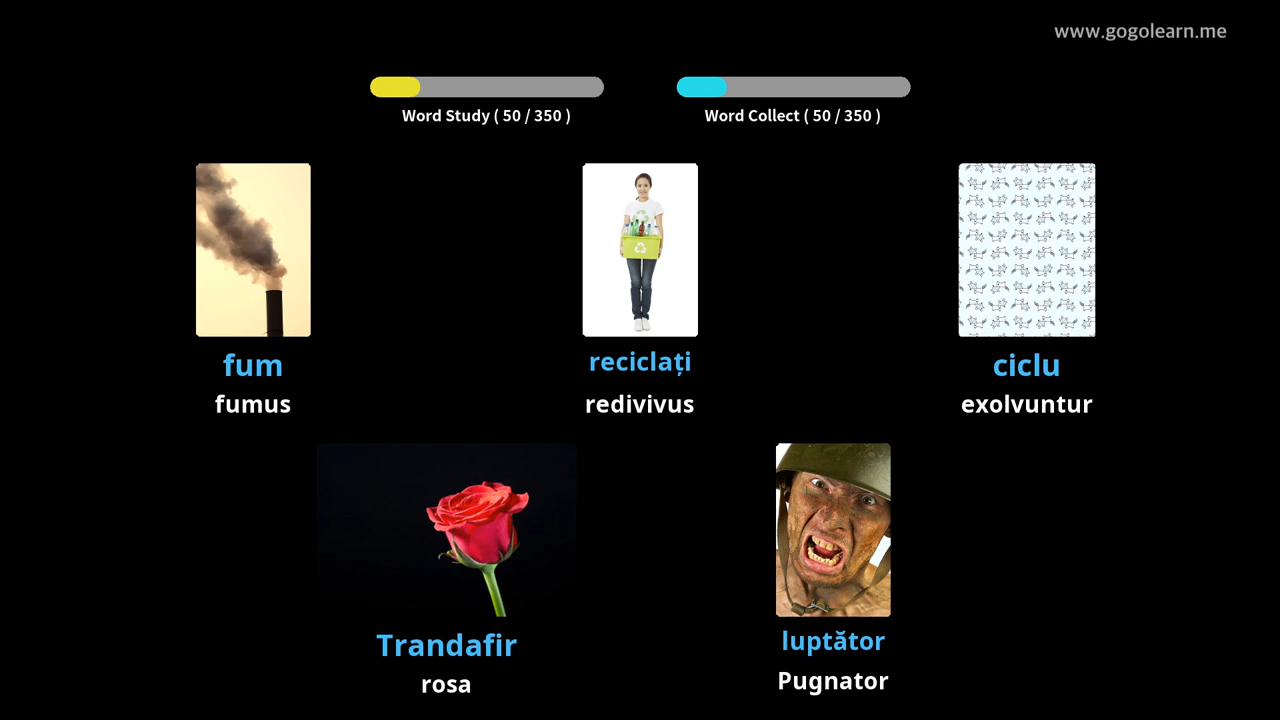 www.gogolearn.me
Word Study ( 50 / 350 )
Word Collect ( 50 / 350 )
fum
fumus
reciclați
redivivus
ciclu
exolvuntur
Trandafir
rosa
luptător
Pugnator